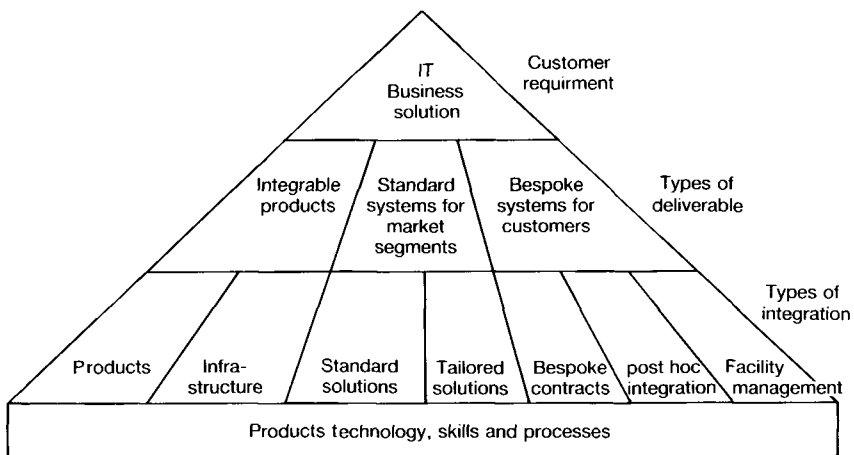 IT
Business
solution
Customer
requirment
Integrable
products
Standard
systems for
market
segments
Bespoke
systems for
customers
Types of
deliverable
Types of
integration
Products
Infra-
structure
Standard
solutions
Tailored
solutions
Bespoke
contracts
post hoc
integration
Facility
management
Products technology, skills and processes